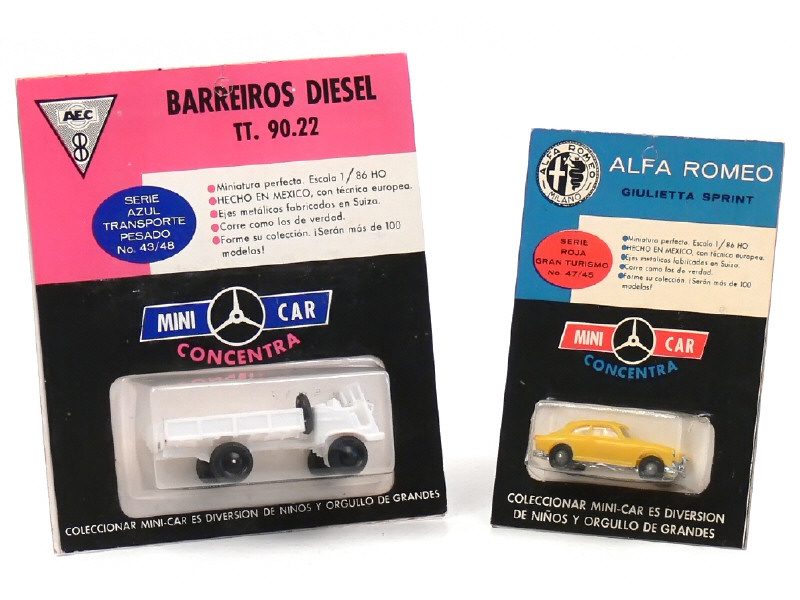 AEC
8
BARREIROS DIESEL
TT. 90.22
SERIE
AZUL
TRANSPORTE
PESADO
No. 43/48
Miniatura perfecta. Escala 1/86 HO
HECHO EN MEXICO, con técnica europea.
Ejes metálicos fabricados en Suiza.
Corre como los de verdad.
Forme su colección. ¡Serán más de 100
modelos!
MINI CAR
CONCENTRA
COLECCIONAR MINI-CAR ES DIVERSION DE NIÑOS Y ORGULLO DE GRANDES
ALFA ROMEO
MILANO
ALFA ROMEO
GIULIETTA SPRINT
SERIE
ROJA
GRAN TURISMO
No. 47/45
Miniatura perfecta. Escala 1/86 HO
HECHO EN MEXICO, con técnica europea.
Ejes metálicos fabricados en Suiza.
Corre como los de verdad.
Forme su colección. ¡Serán más de 100
modelos!
MINI CAR
CONCENTRA
COLECCIONAR MINI-CAR ES DIVERSION
DE NIÑOS Y ORGULLO DE GRANDES